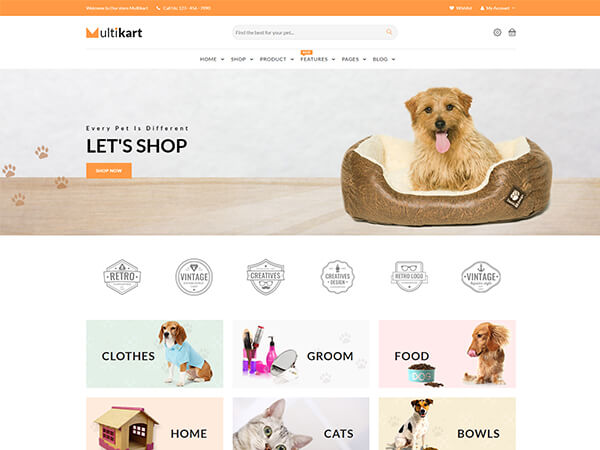 Welcome to Our store Multikart Call Us: 123 - 456 - 7890 Wishlist My Account
Multikart
Find the best for your pet...
NEW
HOME SHOP PRODUCT FEATURES PAGES BLOG
Every Pet Is Different
LET'S SHOP
SHOP NOW
RETRO VINTAGE CREATIVES CREATIVES DESIGN RETRO LOGO VINTAGE
CLOTHES GROOM FOOD
DOG
HOME CATS BOWLS